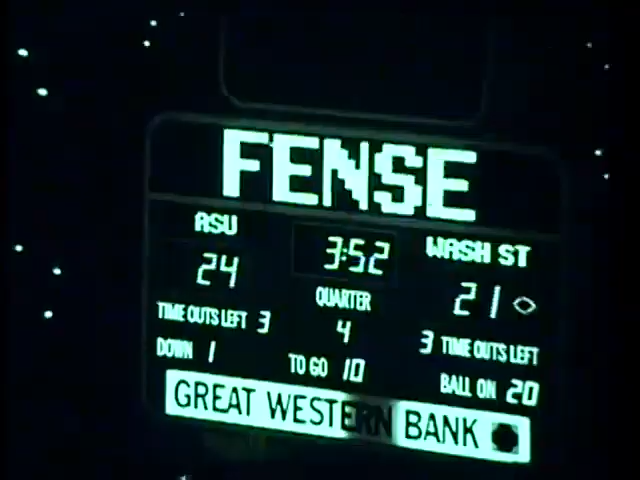 FENSE
ASU 3:52 WASH ST
24 QUARTER 21
TIME OUTS LEFT 3 4 3 TIME OUTS LEFT
DOWN 1 TO GO 10 BALL ON 20
GREAT WESTERN BANK